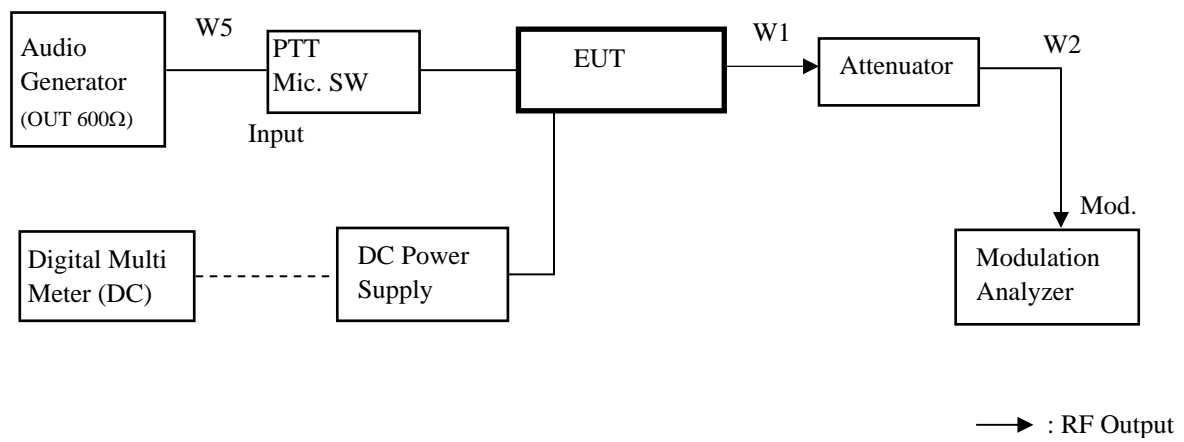 W5
Audio
Generator
(OUT 600Ω)
PTT
Mic. SW
Input
EUT
W1
Attenuator
W2
Digital Multi
Meter (DC)
DC Power
Supply
Mod.
Modulation
Analyzer
: RF Output